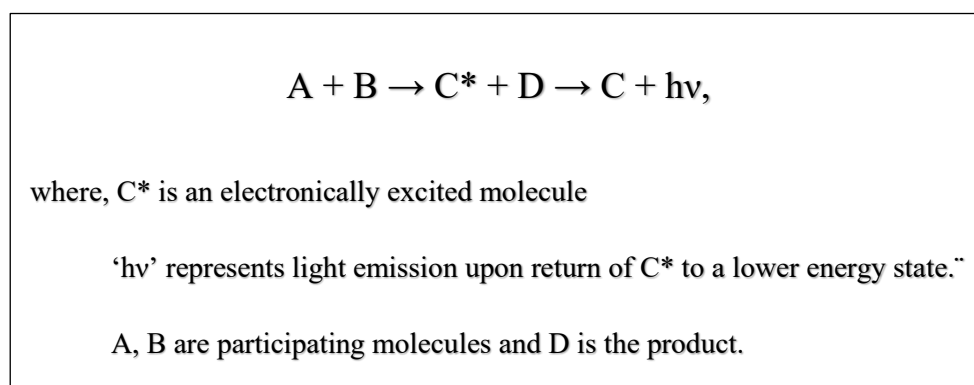 A + B → C* + D → C + hν,
where, C* is an electronically excited molecule
‘hν’ represents light emission upon return of C* to a lower energy state.¨
A, B are participating molecules and D is the product.